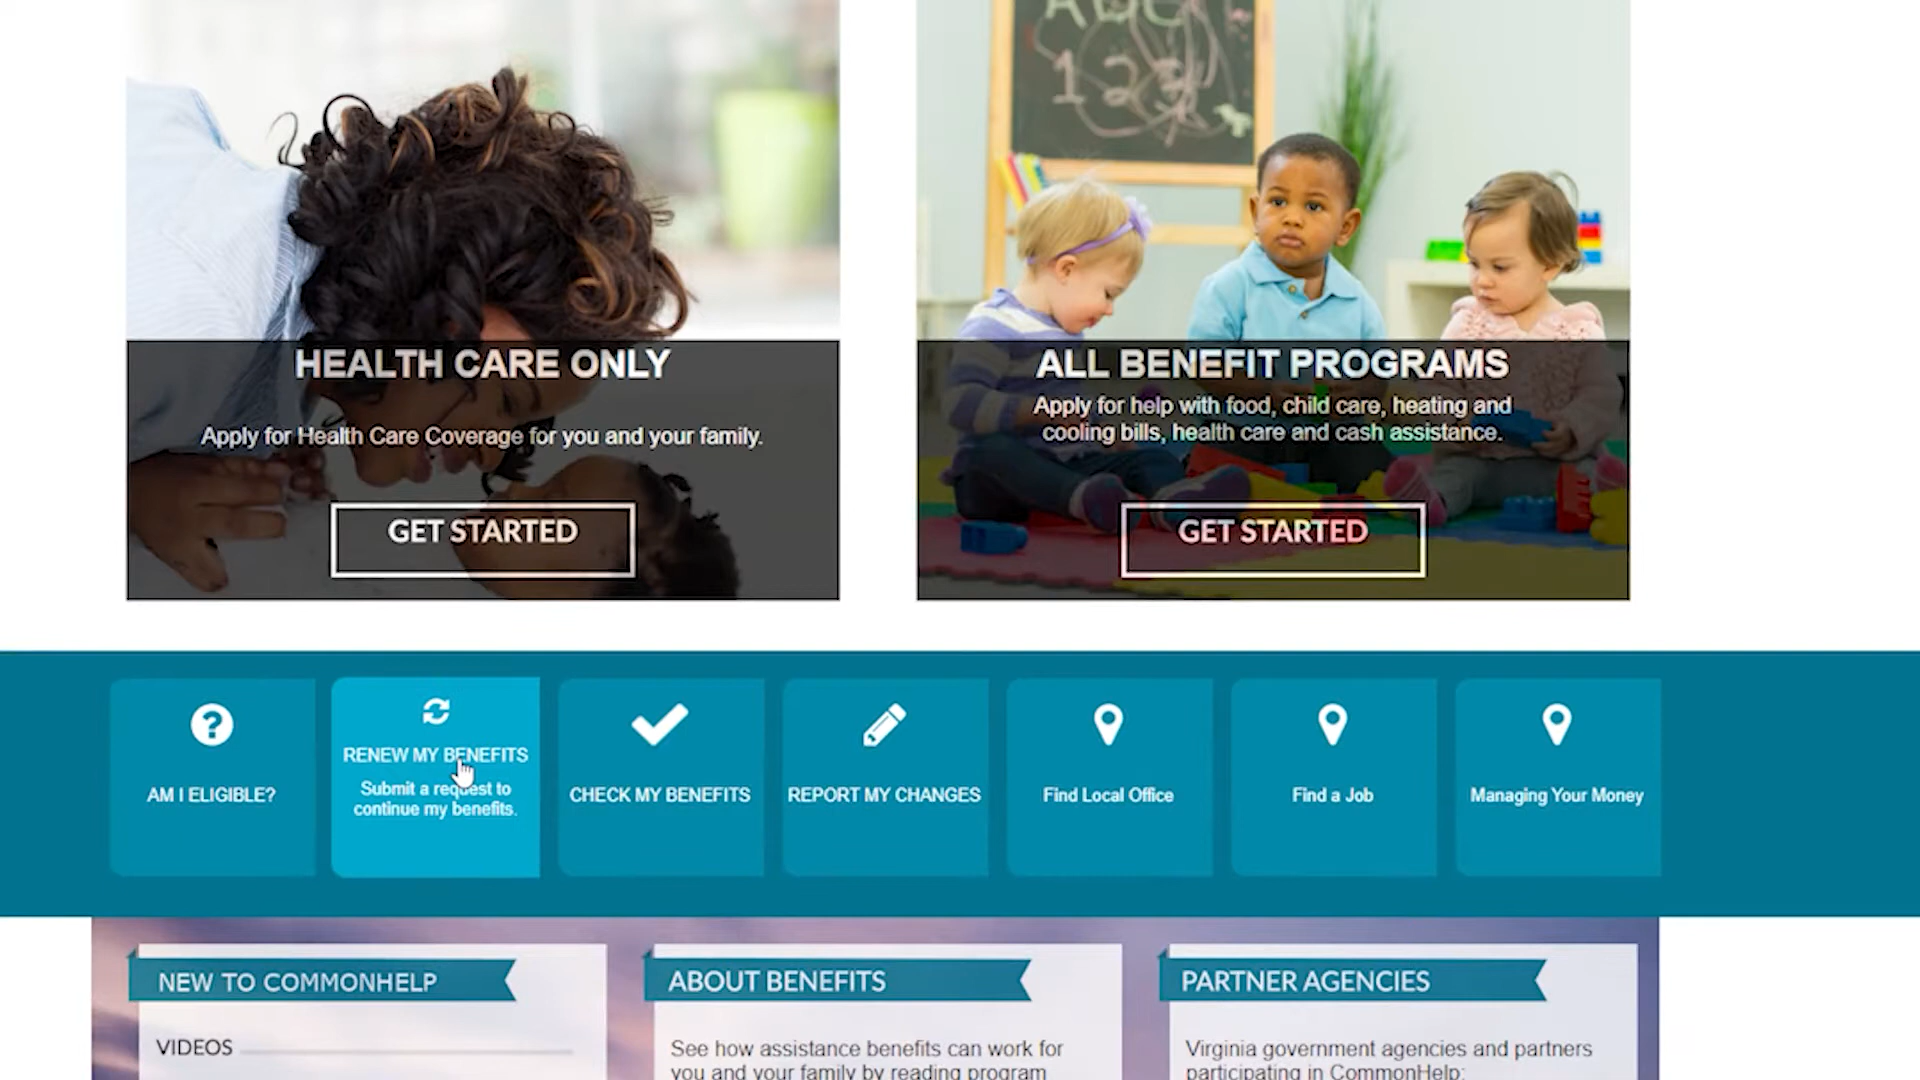 ABC
123
HEALTH CARE ONLY
Apply for Health Care Coverage for you and your family.
GET STARTED
ALL BENEFIT PROGRAMS
Apply for help with food, child care, heating and
cooling bills, health care and cash assistance.
GET STARTED
AM I ELIGIBLE?
RENEW MY BENEFITS
Submit a request to
continue my benefits.
CHECK MY BENEFITS
REPORT MY CHANGES
Find Local Office
Find a Job
Managing Your Money
NEW TO COMMONHELP
VIDEOS
ABOUT BENEFITS
See how assistance benefits can work for
you and your family by reading program
PARTNER AGENCIES
Virginia government agencies and partners
participating in CommonHelp: